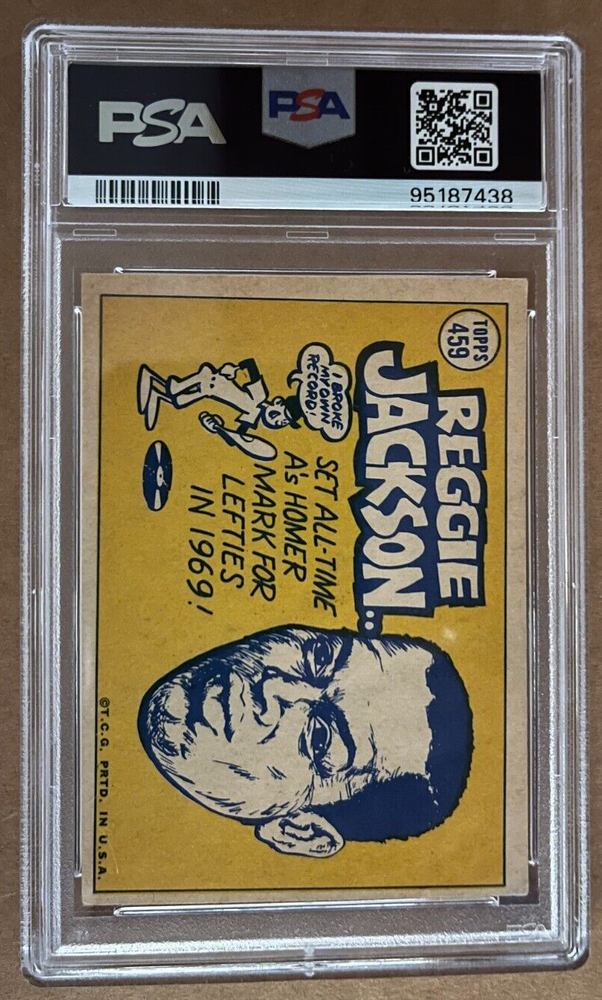 PSA
PSA
95187438
TOPPS
459
REGGIE
JACKSON...
I BROKE
MY OWN
RECORD!
SET ALL-TIME
A's HOMER
MARK FOR
LEFTIES
IN 1969!
©T.C.G. PRTD. IN U.S.A.
PSA